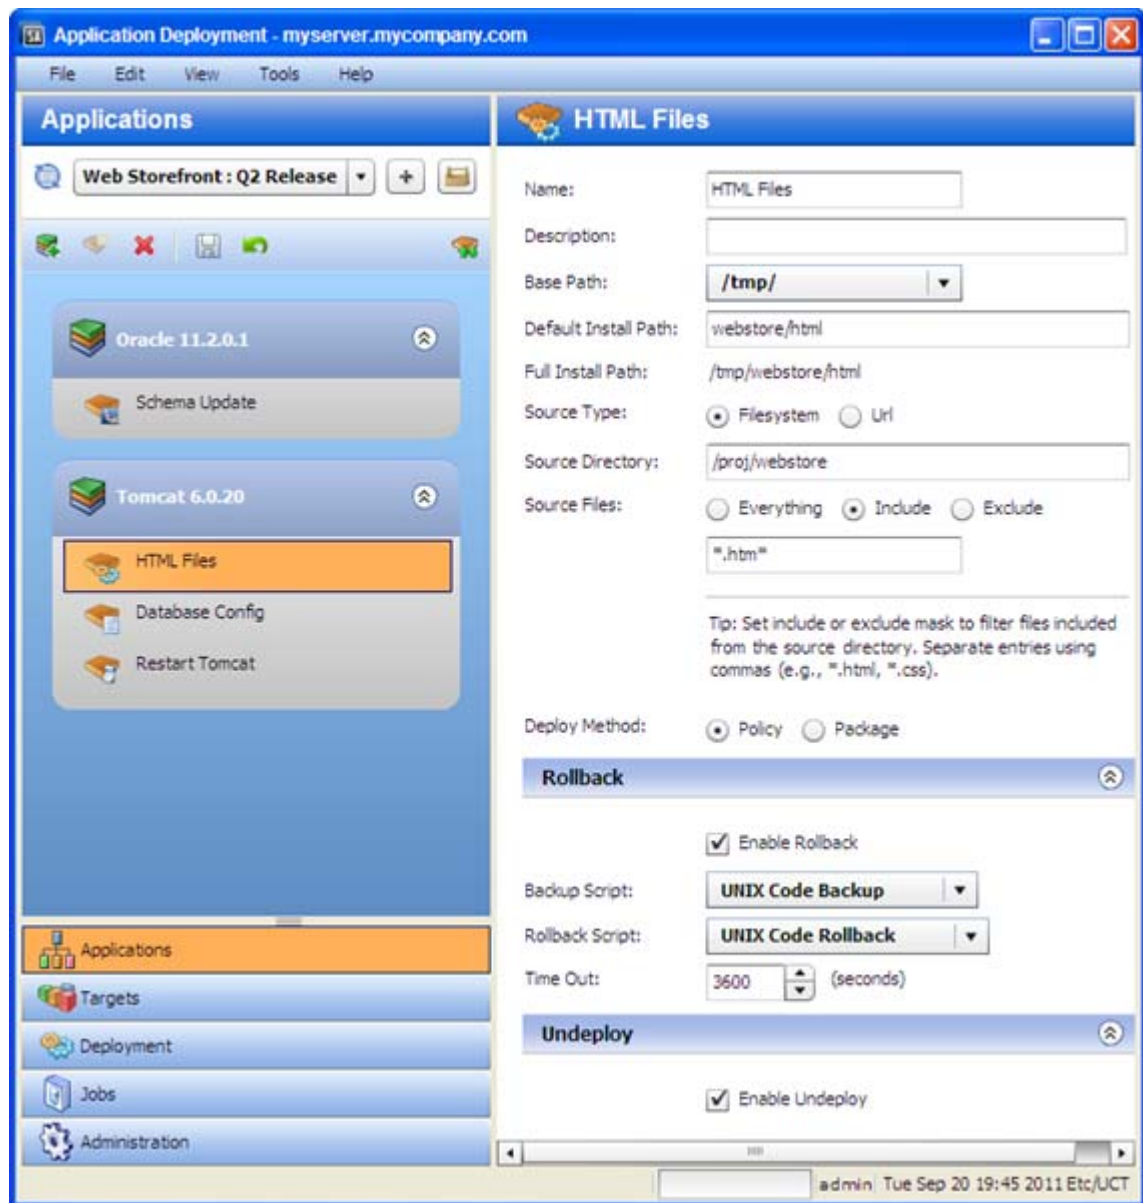 SA Application Deployment - myserver.mycompany.com
File Edit View Tools Help
Applications
Web Storefront : Q2 Release
+
Oracle 11.2.0.1
Schema Update
Tomcat 6.0.20
HTML Files
Database Config
Restart Tomcat
Applications
Targets
Deployment
Jobs
Administration
HTML Files
Name: HTML Files
Description:
Base Path: /tmp/
Default Install Path: webstore/html
Full Install Path: /tmp/webstore/html
Source Type: Filesystem Url
Source Directory: /proj/webstore
Source Files: Everything Include Exclude
*.htm*
Tip: Set include or exclude mask to filter files included
from the source directory. Separate entries using
commas (e.g., *.html, *.css).
Deploy Method: Policy Package
Rollback
Enable Rollback
Backup Script: UNIX Code Backup
Rollback Script: UNIX Code Rollback
Time Out: 3600 (seconds)
Undeploy
Enable Undeploy
admin Tue Sep 20 19:45 2011 Etc/UCT